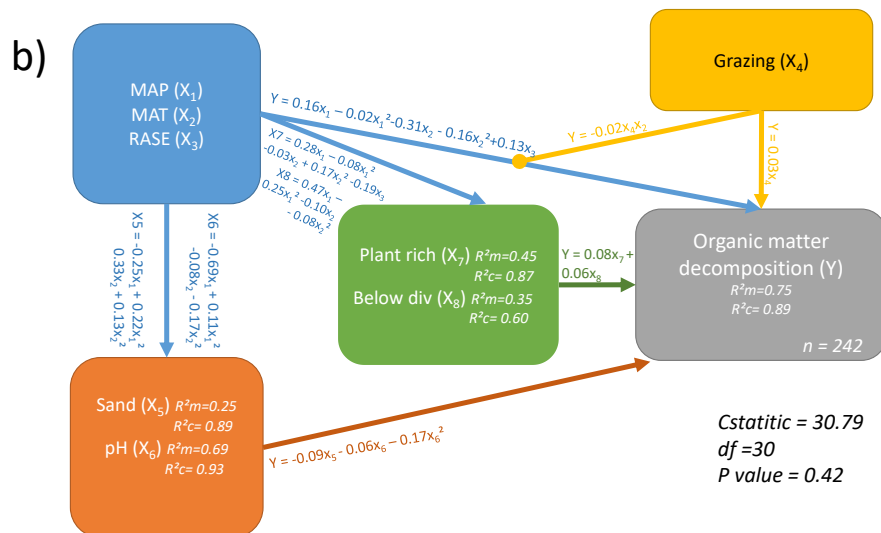 b)
MAP (X₁)
MAT (X₂)
RASE (X₃)
Grazing (X₄)
Y = 0.16x₁ – 0.02x₁²-0.31x₂ - 0.16x₂²+0.13x₃
Y = -0.02x₄x₂
Y = 0.03x₄
X7 = 0.28x₁ – 0.08x₁²
-0.03x₂ + 0.17x₂² -0.19x₃
X8 = 0.47x₁ –
0.25x₁² -0.10x₂
- 0.08x₂²
X6 = -0.69x₁ + 0.11x₁²
-0.08x₂ - 0.17x₂²
X5 = -0.25x₁ + 0.22x₁²
0.33x₂ + 0.13x₂²
Plant rich (X₇) R²m=0.45
R²c= 0.87
Below div (X₈) R²m=0.35
R²c= 0.60
Y = 0.08x₇ +
0.06x₈
Organic matter
decomposition (Y)
R²m=0.75
R²c= 0.89
n = 242
Sand (X₅) R²m=0.25
R²c= 0.89
pH (X₆) R²m=0.69
R²c= 0.93
Y = -0.09x₅ - 0.06x₆ – 0.17x₆²
Cstatitic = 30.79
df =30
P value = 0.42